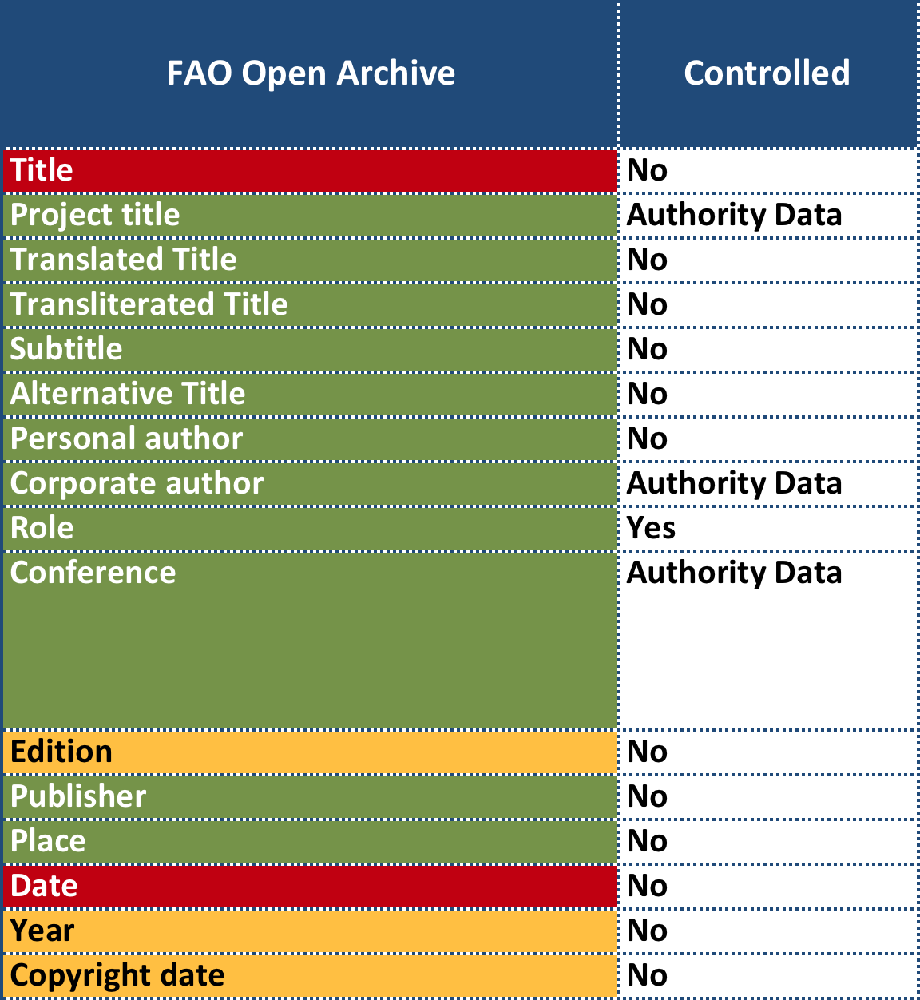 FAO Open Archive Controlled
Title No
Project title Authority Data
Translated Title No
Transliterated Title No
Subtitle No
Alternative Title No
Personal author No
Corporate author Authority Data
Role Yes
Conference Authority Data
Edition No
Publisher No
Place No
Date No
Year No
Copyright date No